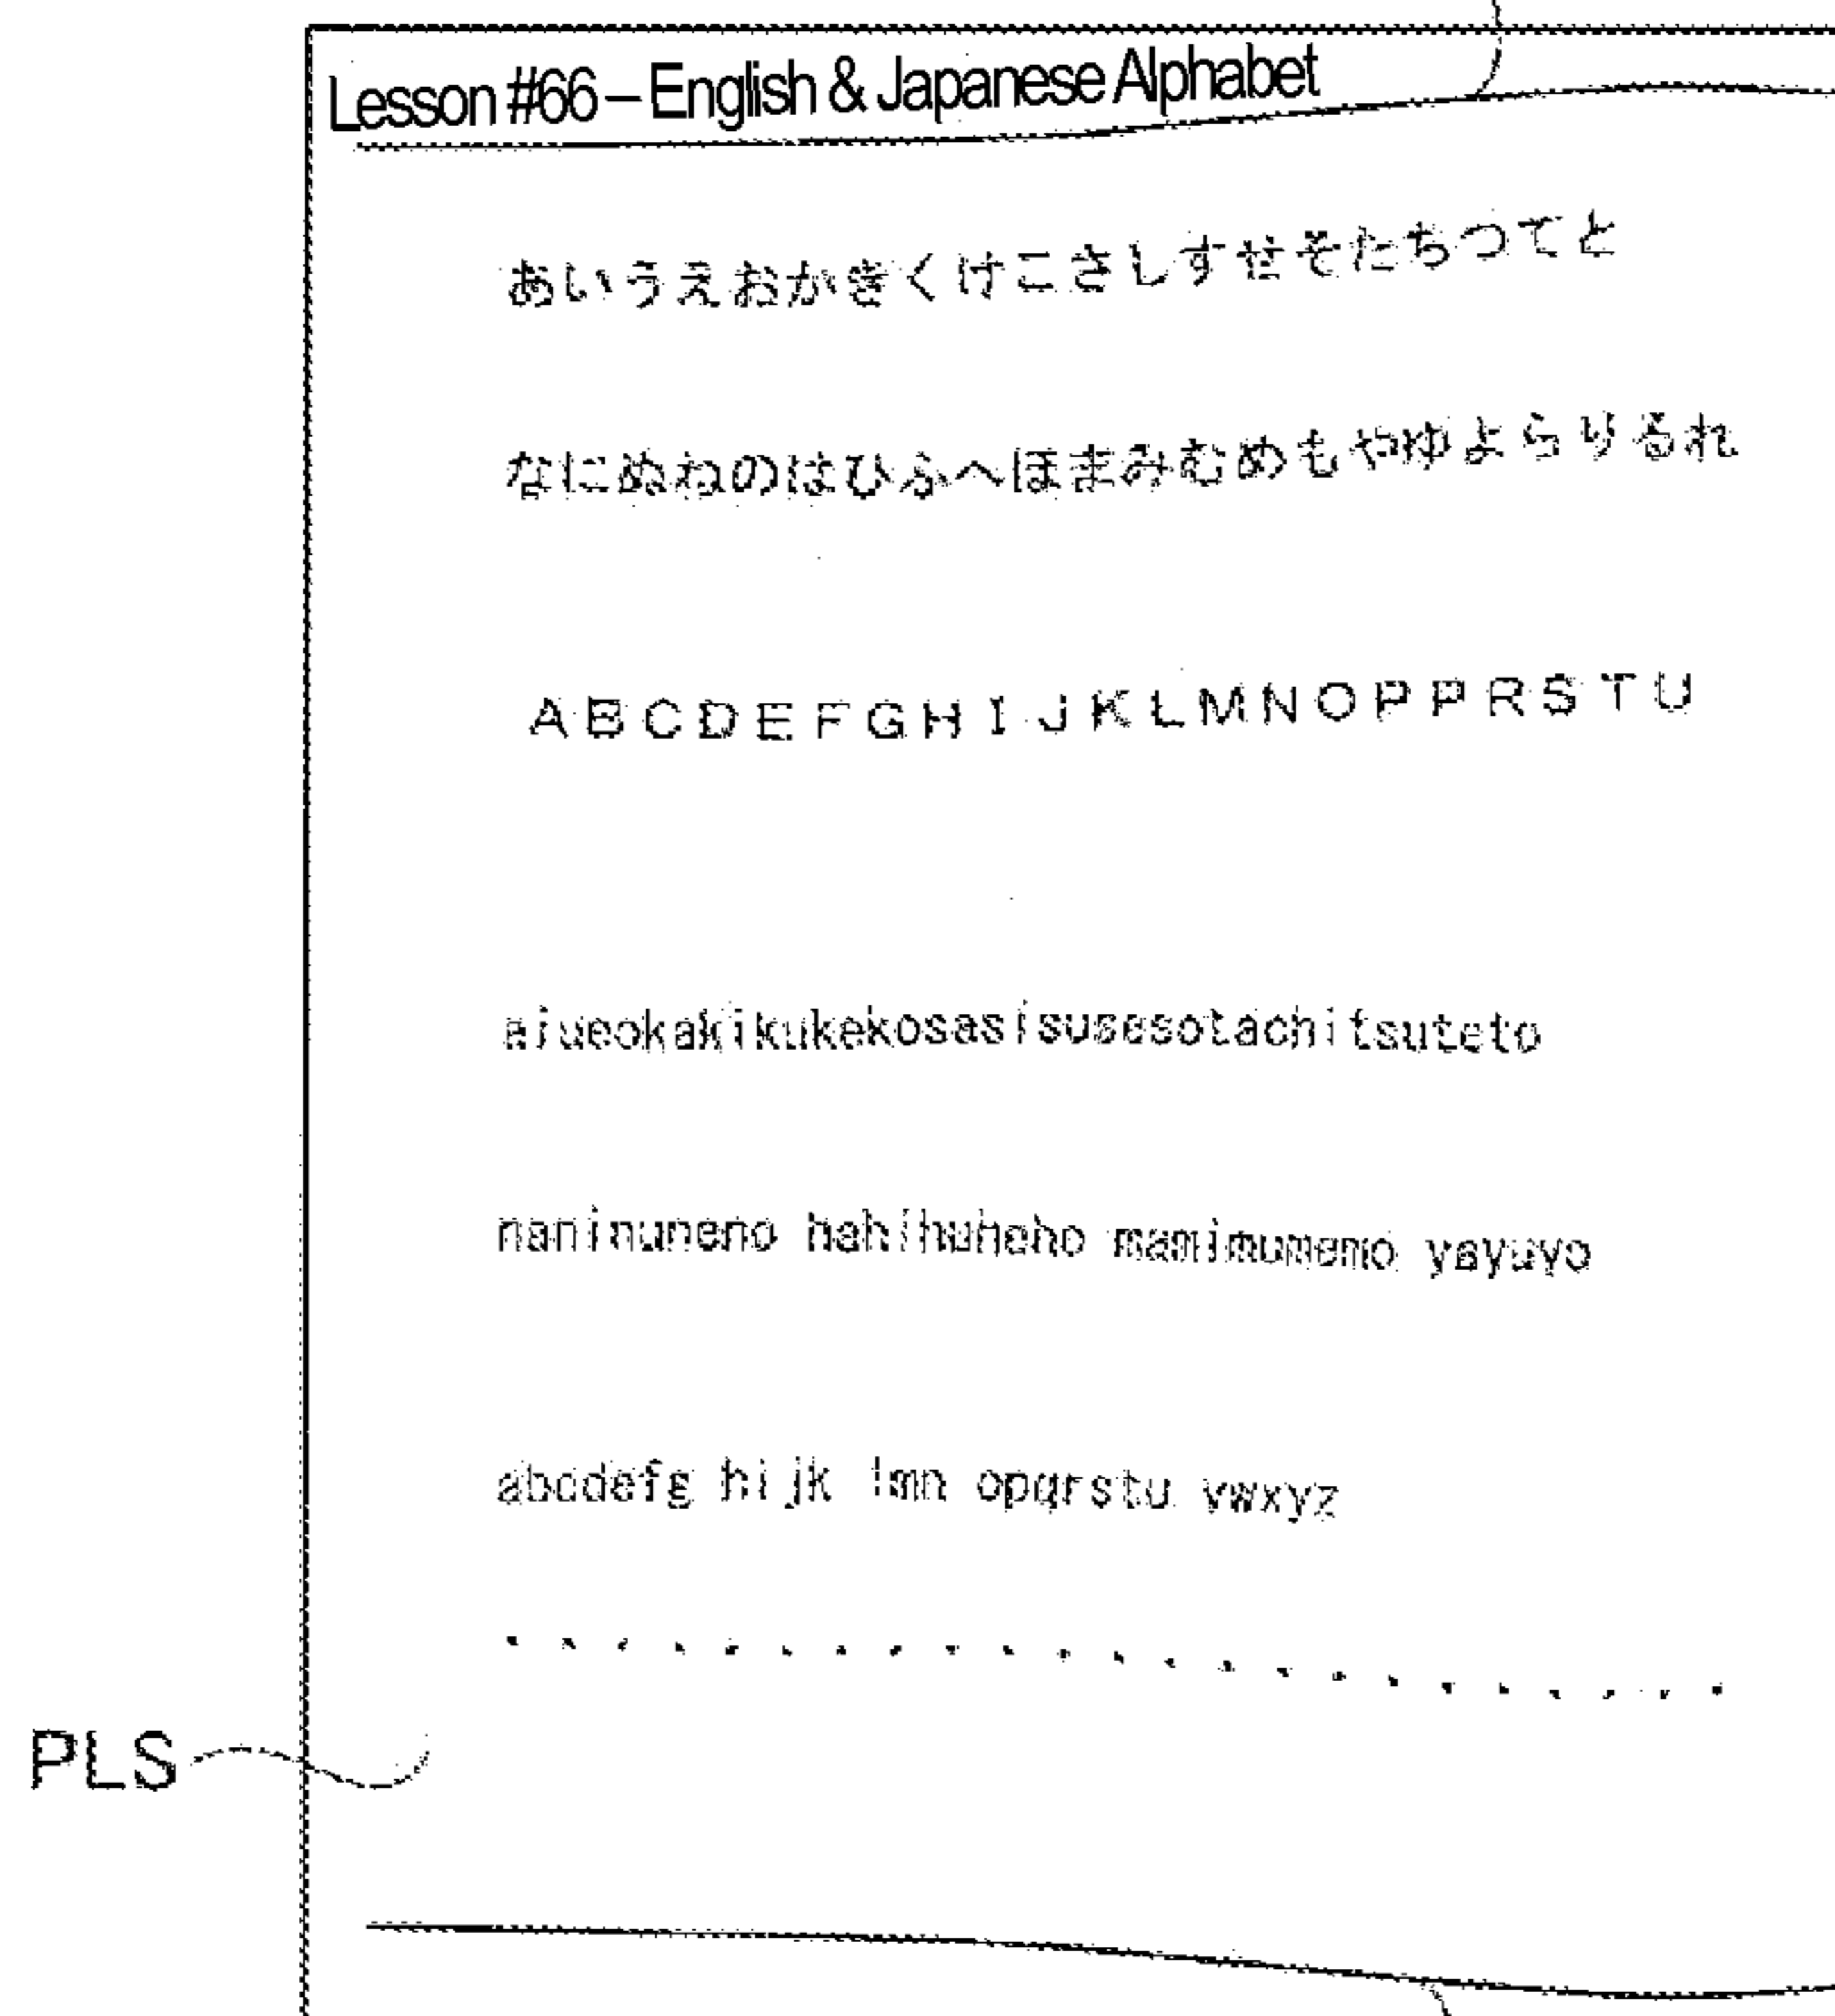 Lesson #66 – English & Japanese Alphabet
あいうえおかきくけこさしすせそたちつてと
なにぬねのはひふへほまみむめもやゆよらりるれ
ABCDEFGHIJKLMNOPPRSTU
aiueokakikukekosasisusesotachitsuteto
naninuneno hahihuheho mamimumemo yayuyo
abcdefg hijk lmn opqrstu vwxyz
・・・・・・・・・・・・・・・・・・・・・・・
PLS